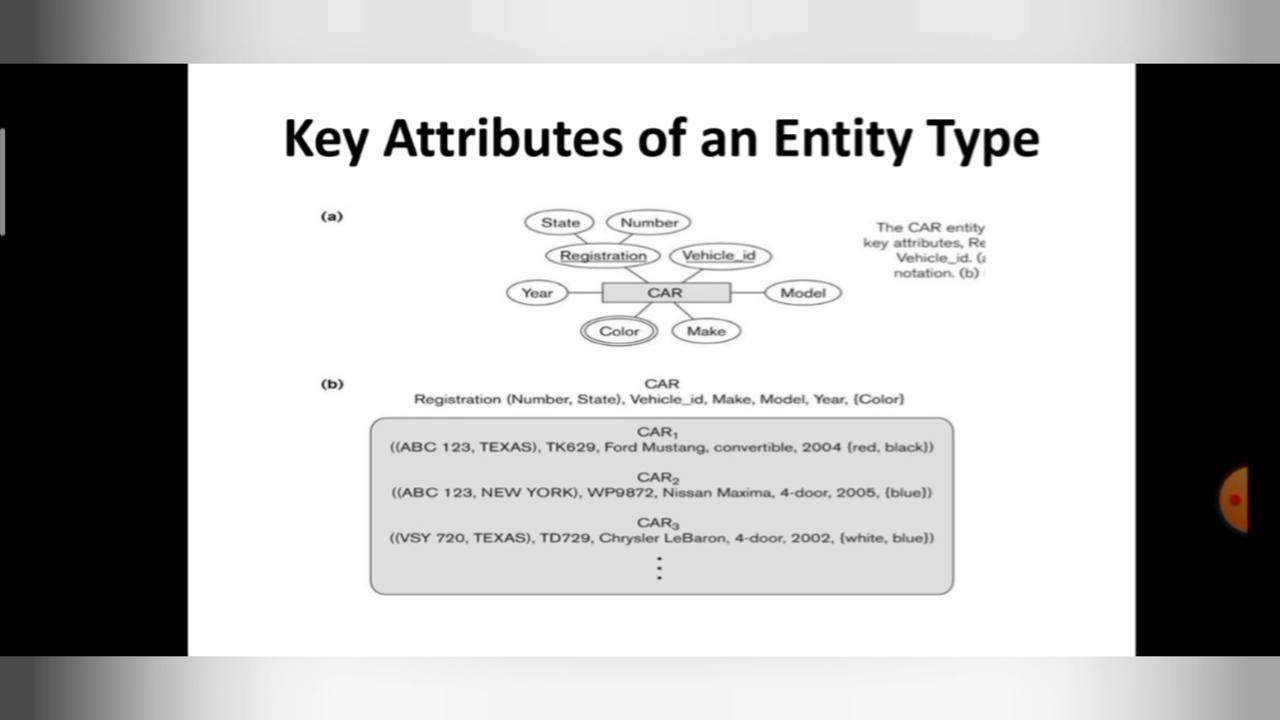 Key Attributes of an Entity Type
(a)
State
Number
The CAR entity
Registration
Vehicle_id
key attributes, Re
Vehicle_id. (a
notation. (b)
Year
CAR
Model
Color
Make
(b)
CAR
Registration (Number, State), Vehicle_id, Make, Model, Year, {Color}
CAR₁
((ABC 123, TEXAS), TK629, Ford Mustang, convertible, 2004 {red, black})
CAR₂
((ABC 123, NEW YORK), WP9872, Nissan Maxima, 4-door, 2005, {blue})
CAR₃
((VSY 720, TEXAS), TD729, Chrysler LeBaron, 4-door, 2002, {white, blue})